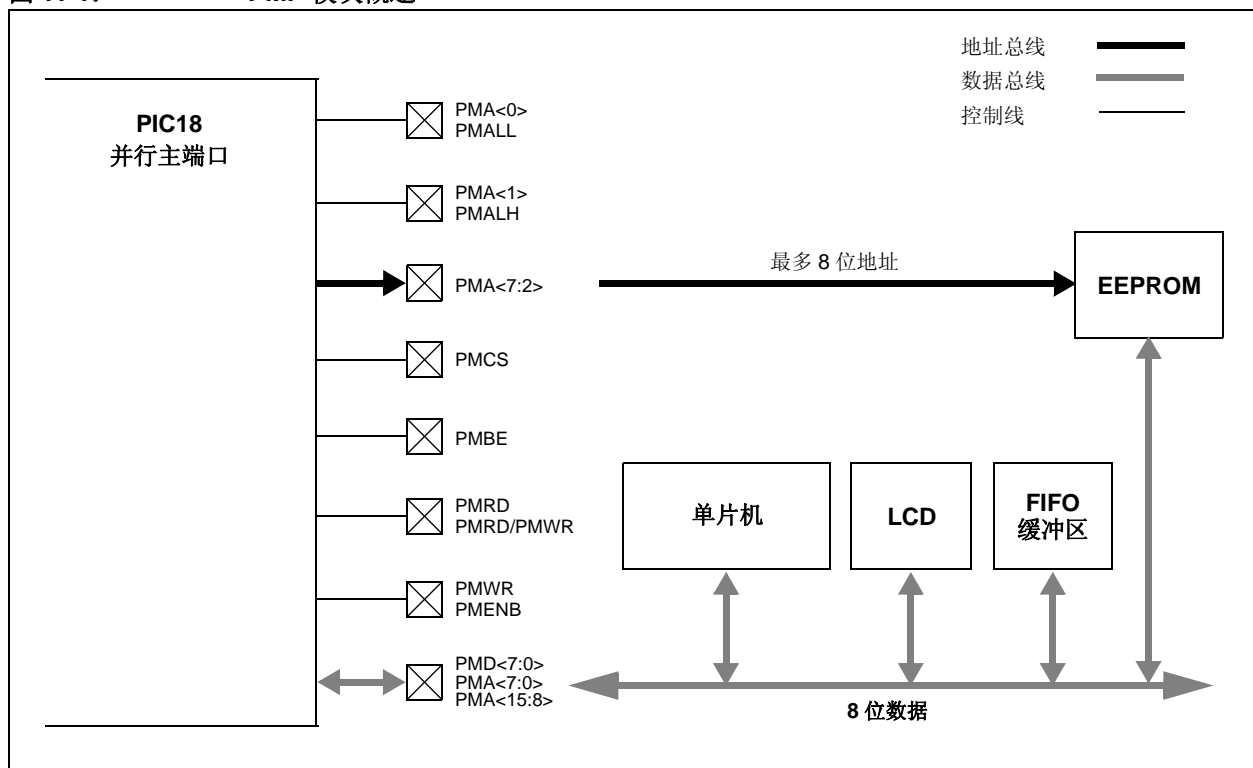 地址总线
数据总线
控制线
PIC18
并行主端口
PMA<0>
PMALL
PMA<1>
PMALH
PMA<7:2>
最多 8 位地址
EEPROM
PMCS
PMBE
PMRD
PMRD/PMWR
单片机
LCD
FIFO
缓冲区
PMWR
PMENB
PMD<7:0>
PMA<7:0>
PMA<15:8>
8 位数据